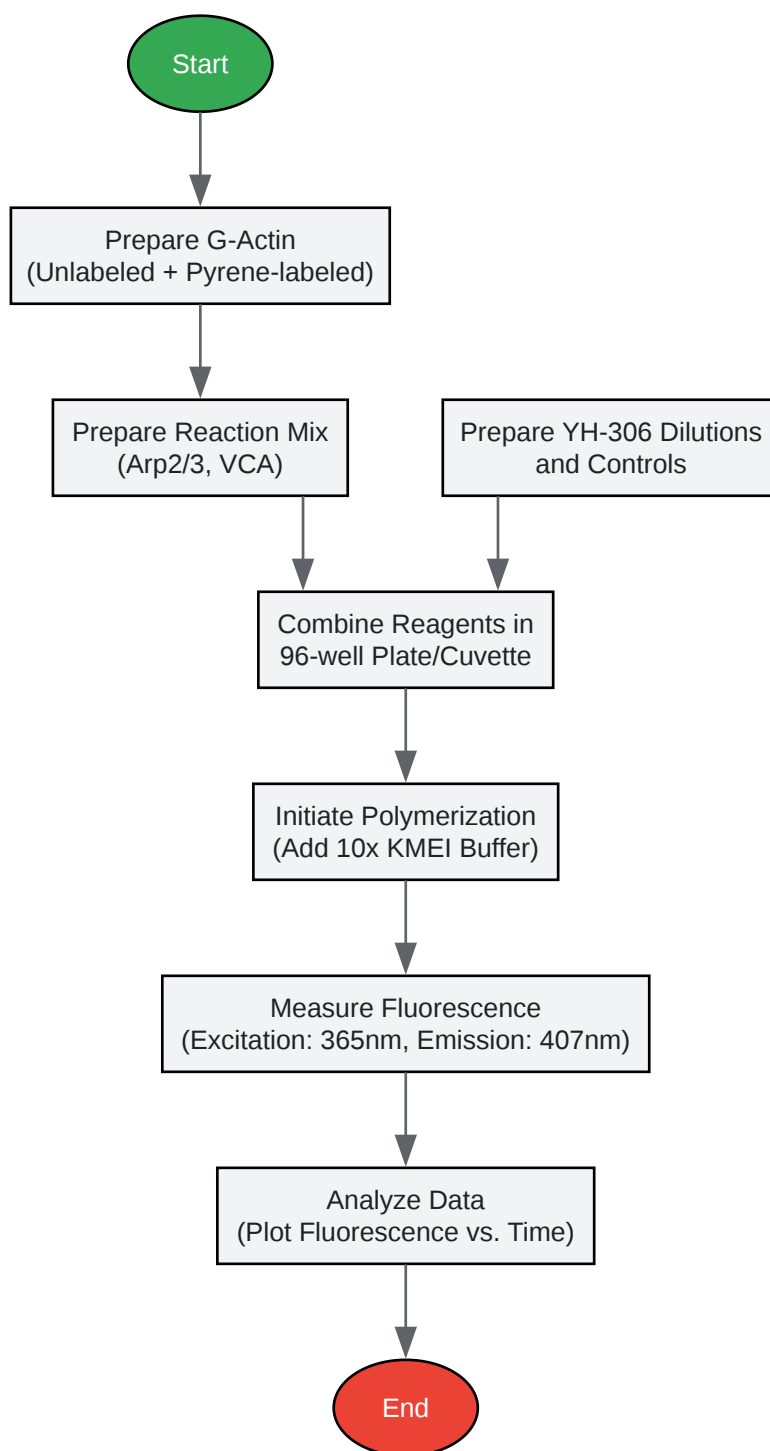 Start
Prepare G-Actin
(Unlabeled + Pyrene-labeled)
Prepare Reaction Mix
(Arp2/3, VCA)
Prepare YH-306 Dilutions
and Controls
Combine Reagents in
96-well Plate/Cuvette
Initiate Polymerization
(Add 10x KMEI Buffer)
Measure Fluorescence
(Excitation: 365nm, Emission: 407nm)
Analyze Data
(Plot Fluorescence vs. Time)
End